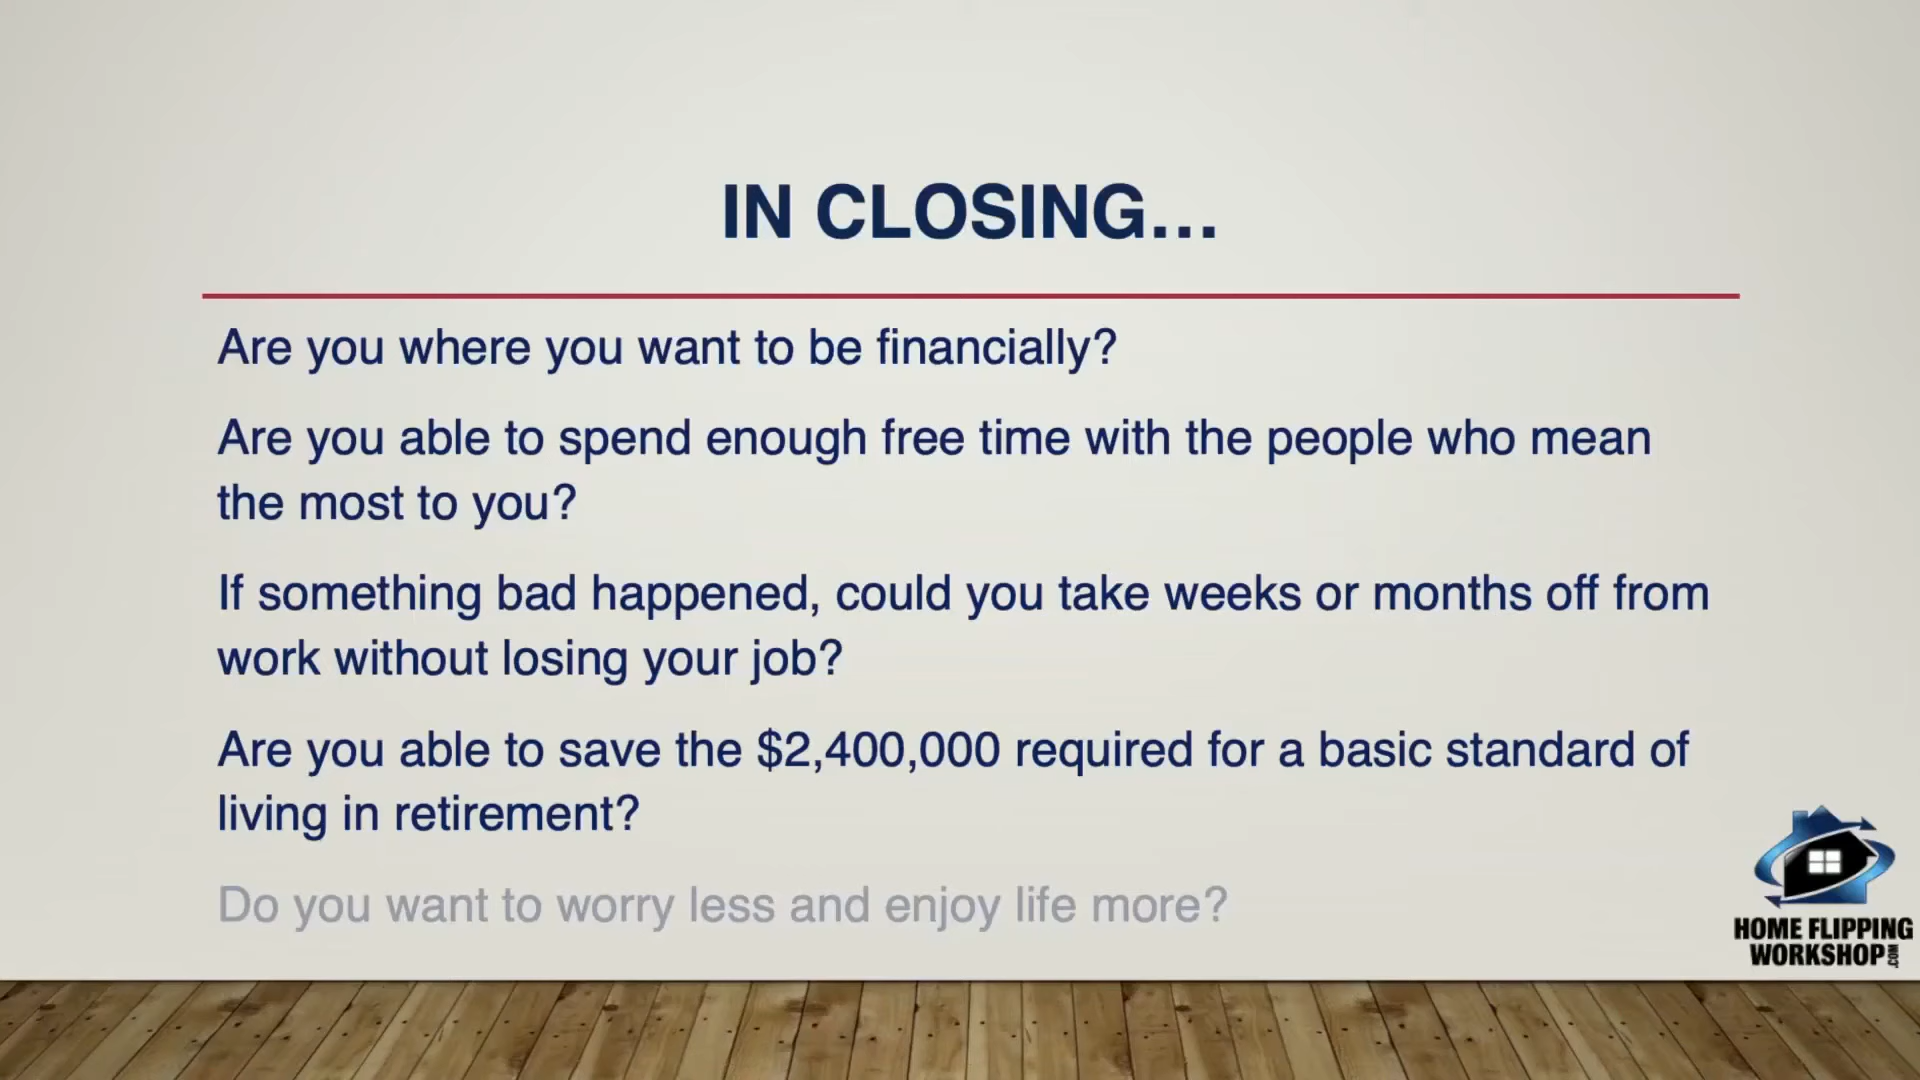 IN CLOSING...
Are you where you want to be financially?
Are you able to spend enough free time with the people who mean
the most to you?
If something bad happened, could you take weeks or months off from
work without losing your job?
Are you able to save the $2,400,000 required for a basic standard of
living in retirement?
Do you want to worry less and enjoy life more?
HOME FLIPPING
WORKSHOP.COM